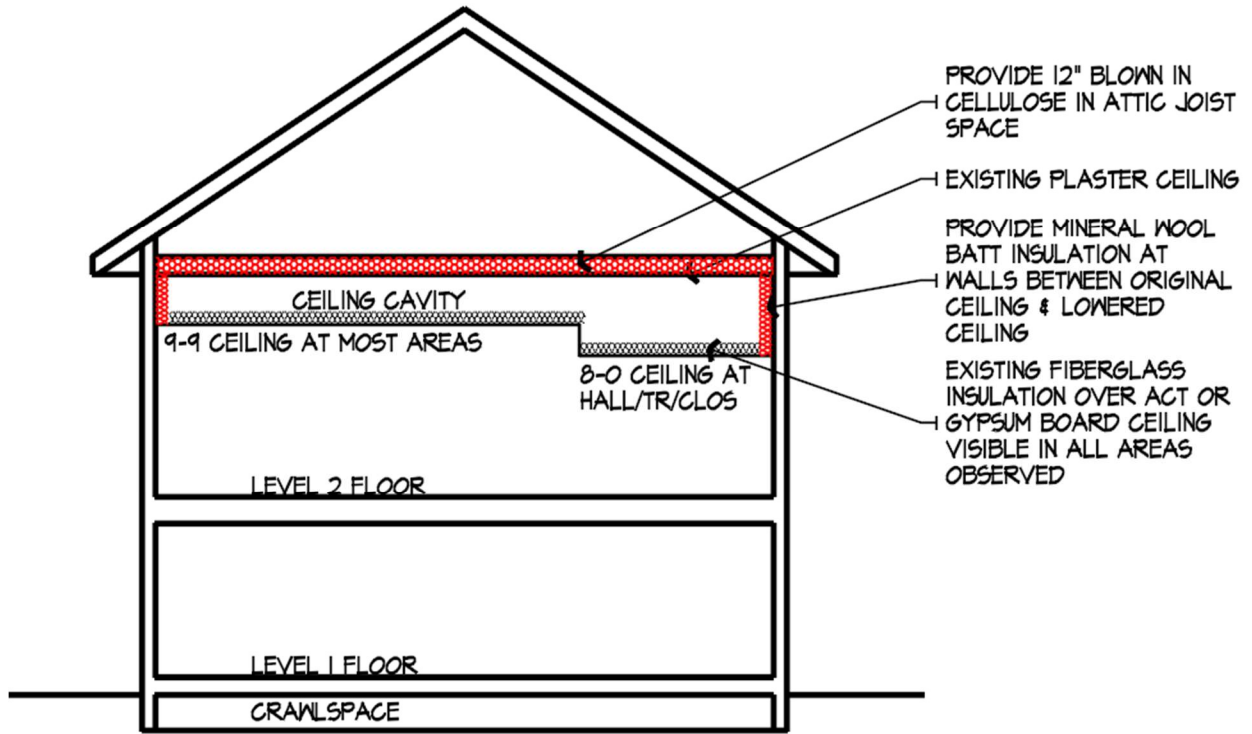 PROVIDE 12" BLOWN IN
CELLULOSE IN ATTIC JOIST
SPACE
EXISTING PLASTER CEILING
PROVIDE MINERAL WOOL
BATT INSULATION AT
WALLS BETWEEN ORIGINAL
CEILING & LOWERED
CEILING
EXISTING FIBERGLASS
INSULATION OVER ACT OR
GYPSUM BOARD CEILING
VISIBLE IN ALL AREAS
OBSERVED
CEILING CAVITY
9-9 CEILING AT MOST AREAS
8-0 CEILING AT
HALL/TR/CLOS
LEVEL 2 FLOOR
LEVEL 1 FLOOR
CRAWLSPACE